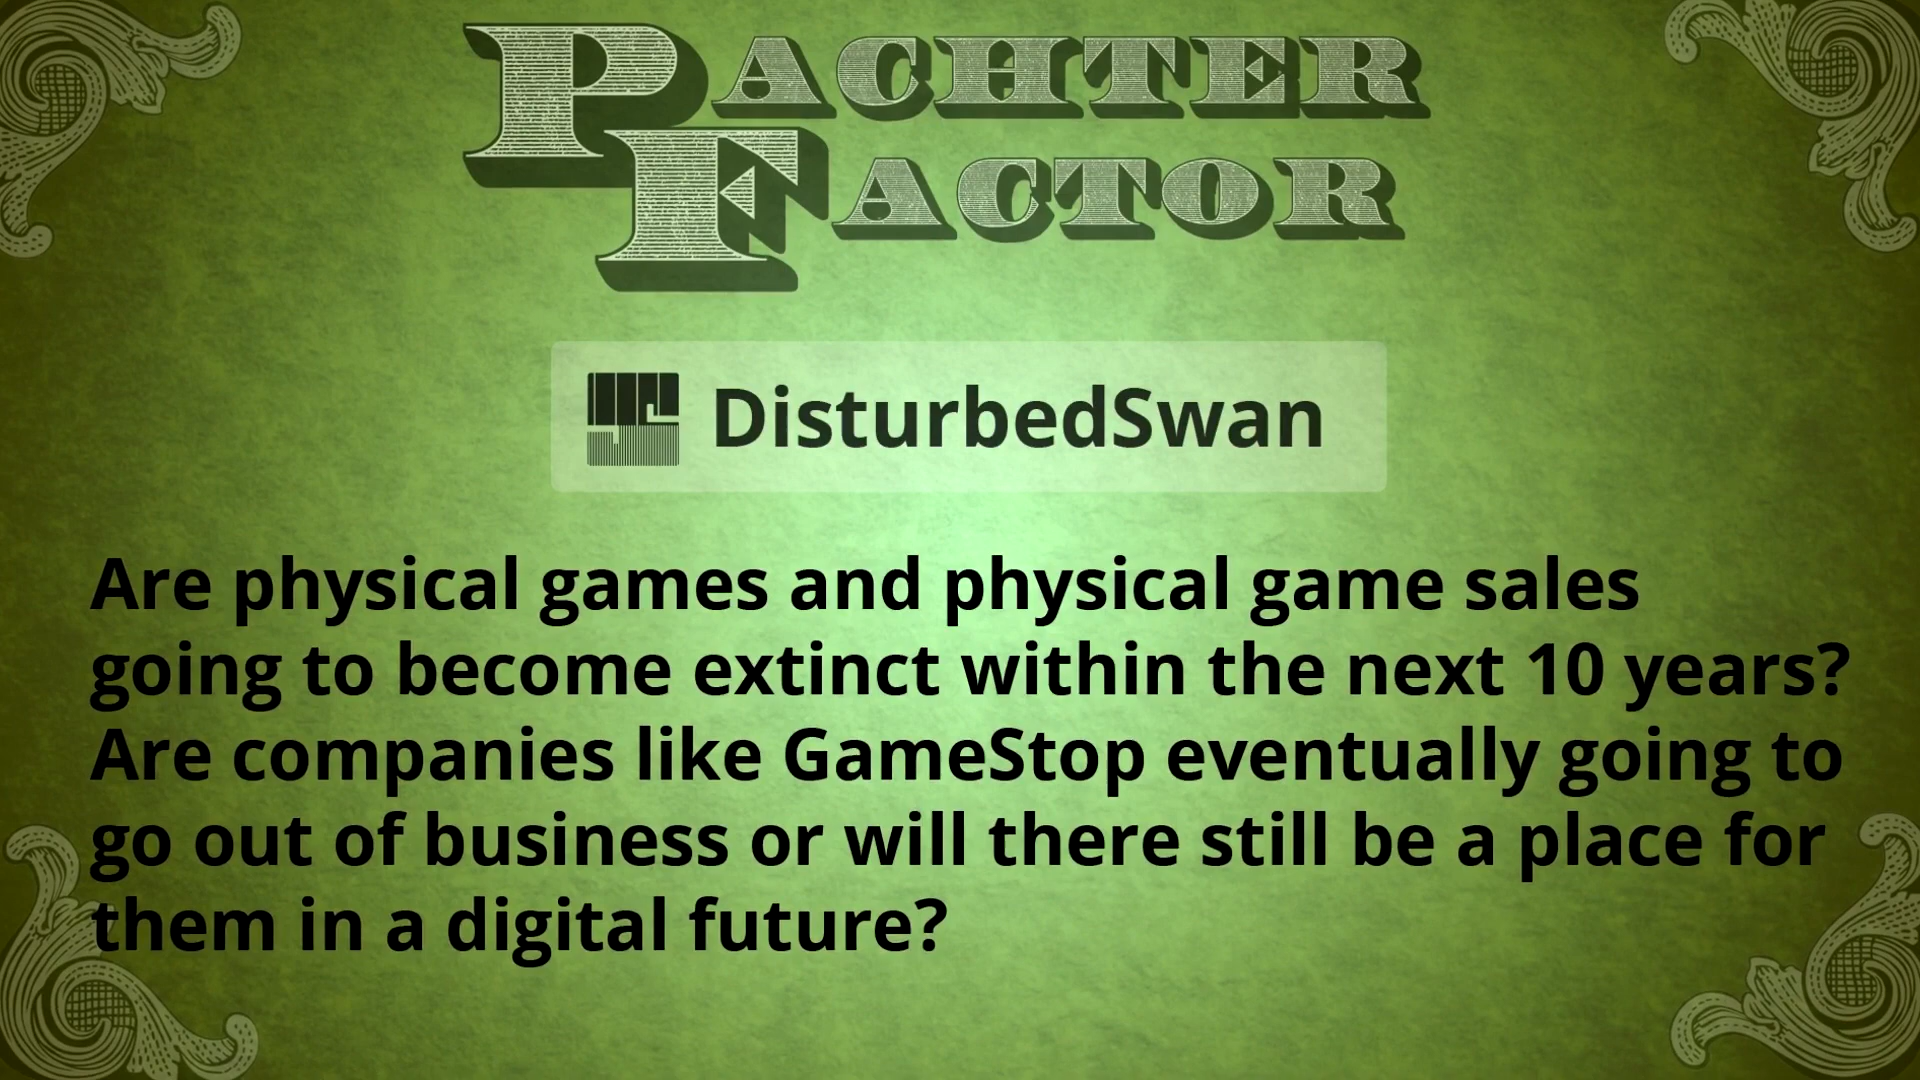 PACHTER
FACTOR
DisturbedSwan
Are physical games and physical game sales
going to become extinct within the next 10 years?
Are companies like GameStop eventually going to
go out of business or will there still be a place for
them in a digital future?